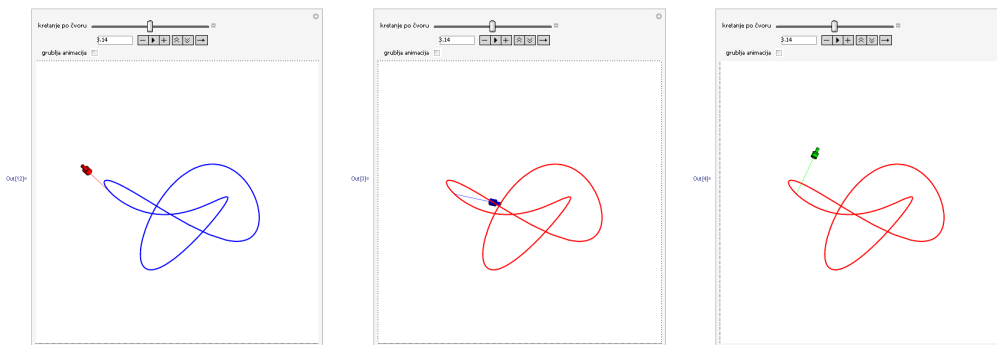 kretanje po čvoru
3.14
grublja animacija
Out[12]=
kretanje po čvoru
3.14
grublja animacija
Out[3]=
kretanje po čvoru
3.14
grublja animacija
Out[4]=